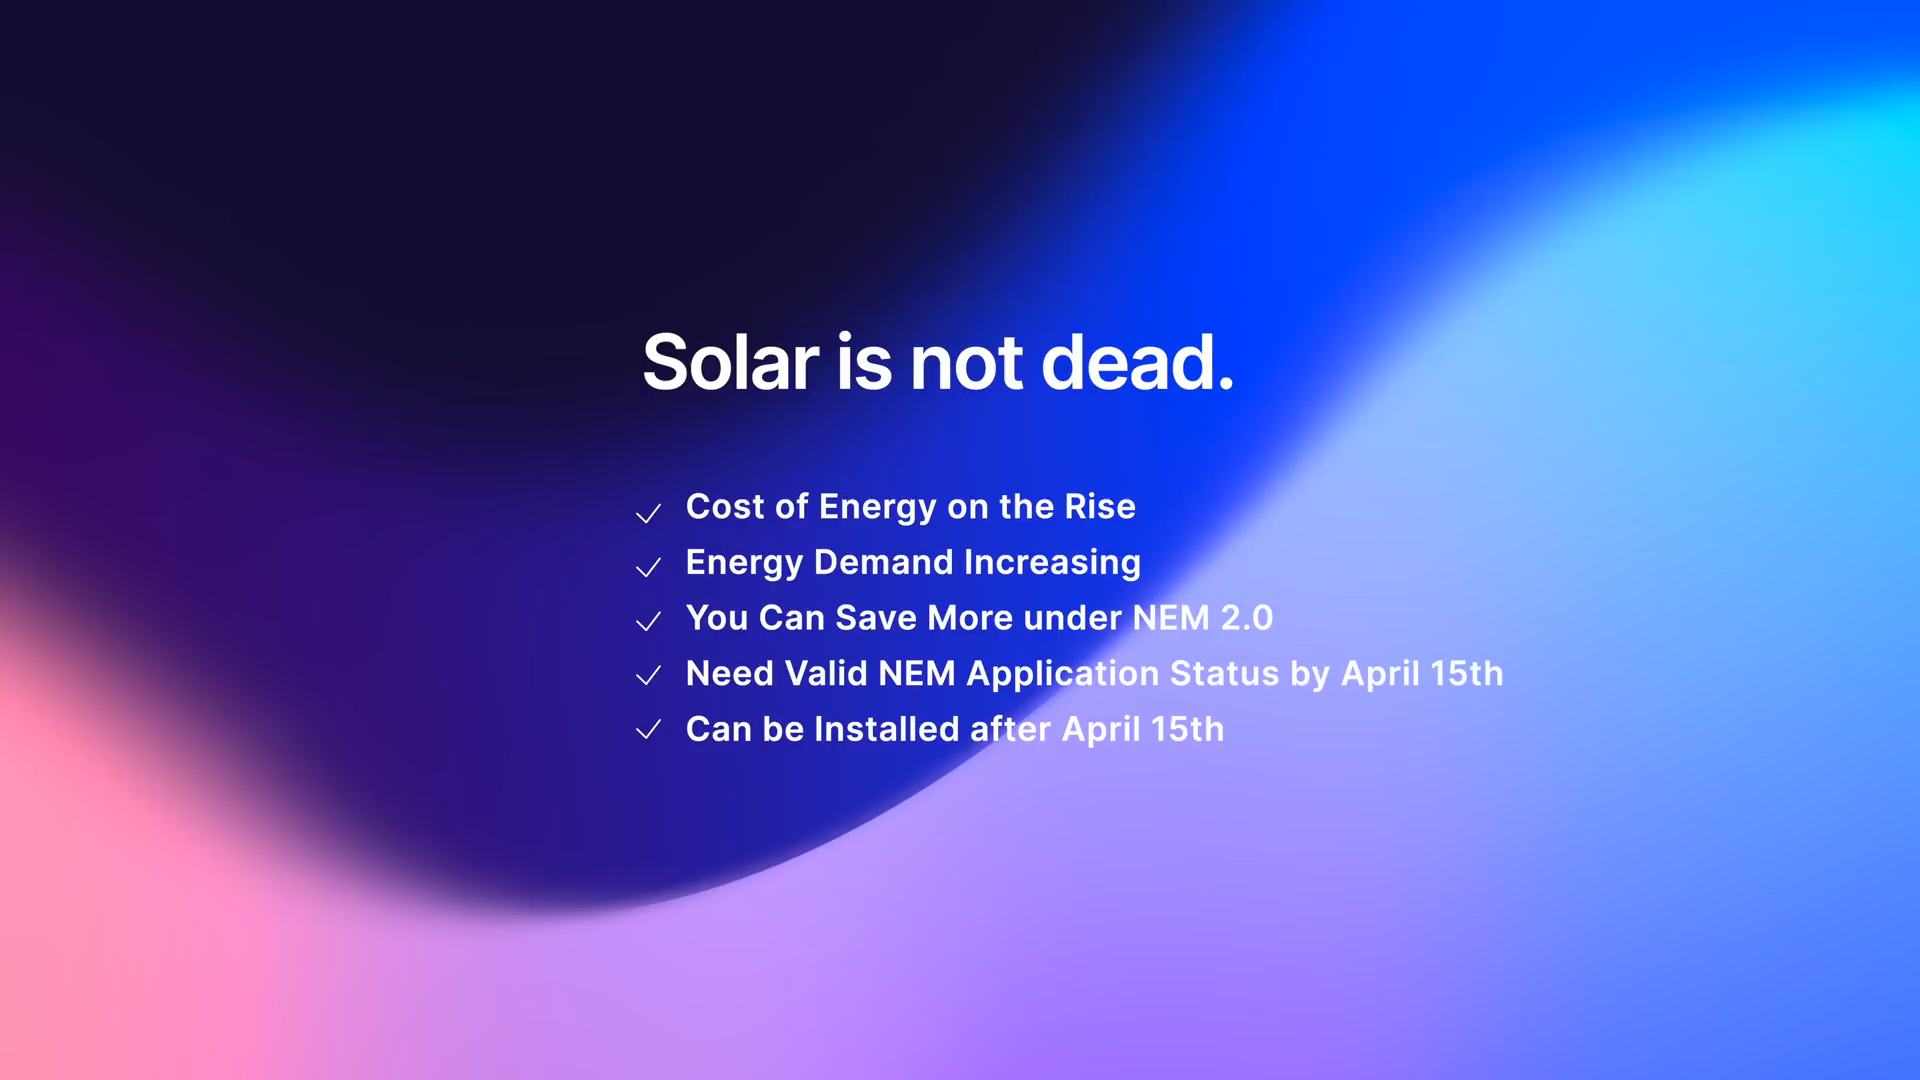 Solar is not dead.
Cost of Energy on the Rise
Energy Demand Increasing
You Can Save More under NEM 2.0
Need Valid NEM Application Status by April 15th
Can be Installed after April 15th